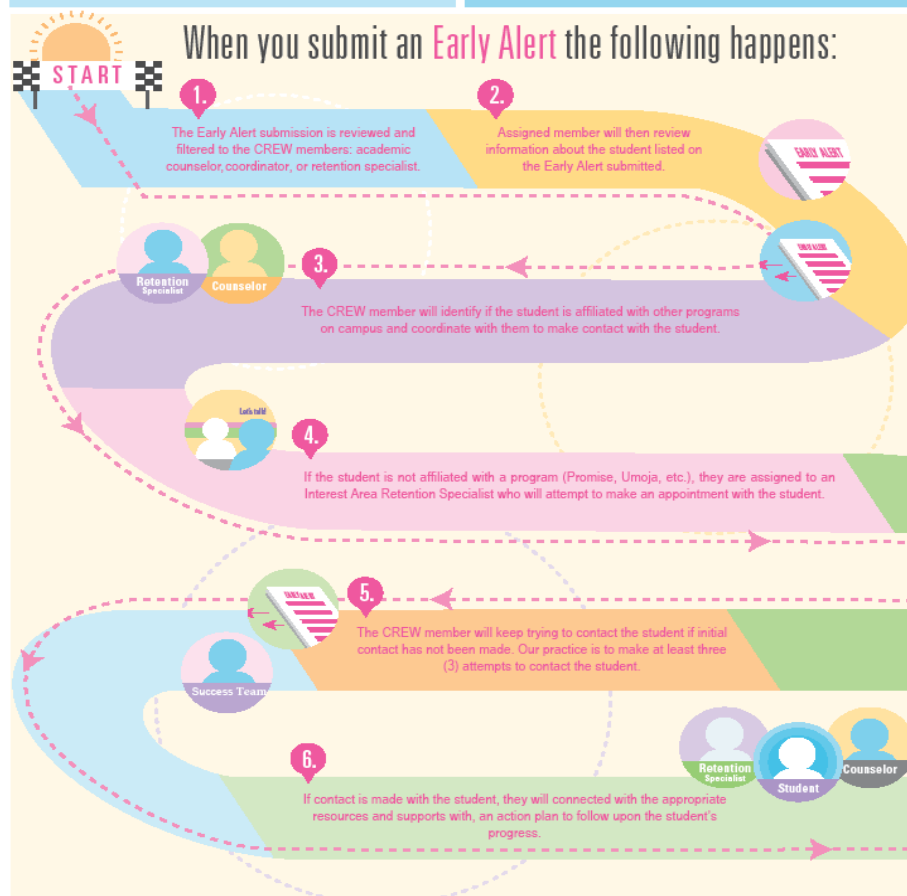 When you submit an Early Alert the following happens:
START
1.
The Early Alert submission is reviewed and
filtered to the CREW members: academic
counselor, coordinator, or retention specialist.
2.
Assigned member will then review
information about the student listed on
the Early Alert submitted.
EARLY ALERT
EARLY ALERT
Retention
Specialist
Counselor
3.
The CREW member will identify if the student is affiliated with other programs
on campus and coordinate with them to make contact with the student.
Let's talk!
4.
If the student is not affiliated with a program (Promise, Umoja, etc.), they are assigned to an
Interest Area Retention Specialist who will attempt to make an appointment with the student.
EARLY ALERT
5.
The CREW member will keep trying to contact the student if initial
contact has not been made. Our practice is to make at least three
(3) attempts to contact the student.
Success Team
6.
If contact is made with the student, they will connected with the appropriate
resources and supports with, an action plan to follow upon the student's
progress.
Retention
Specialist
Student
Counselor